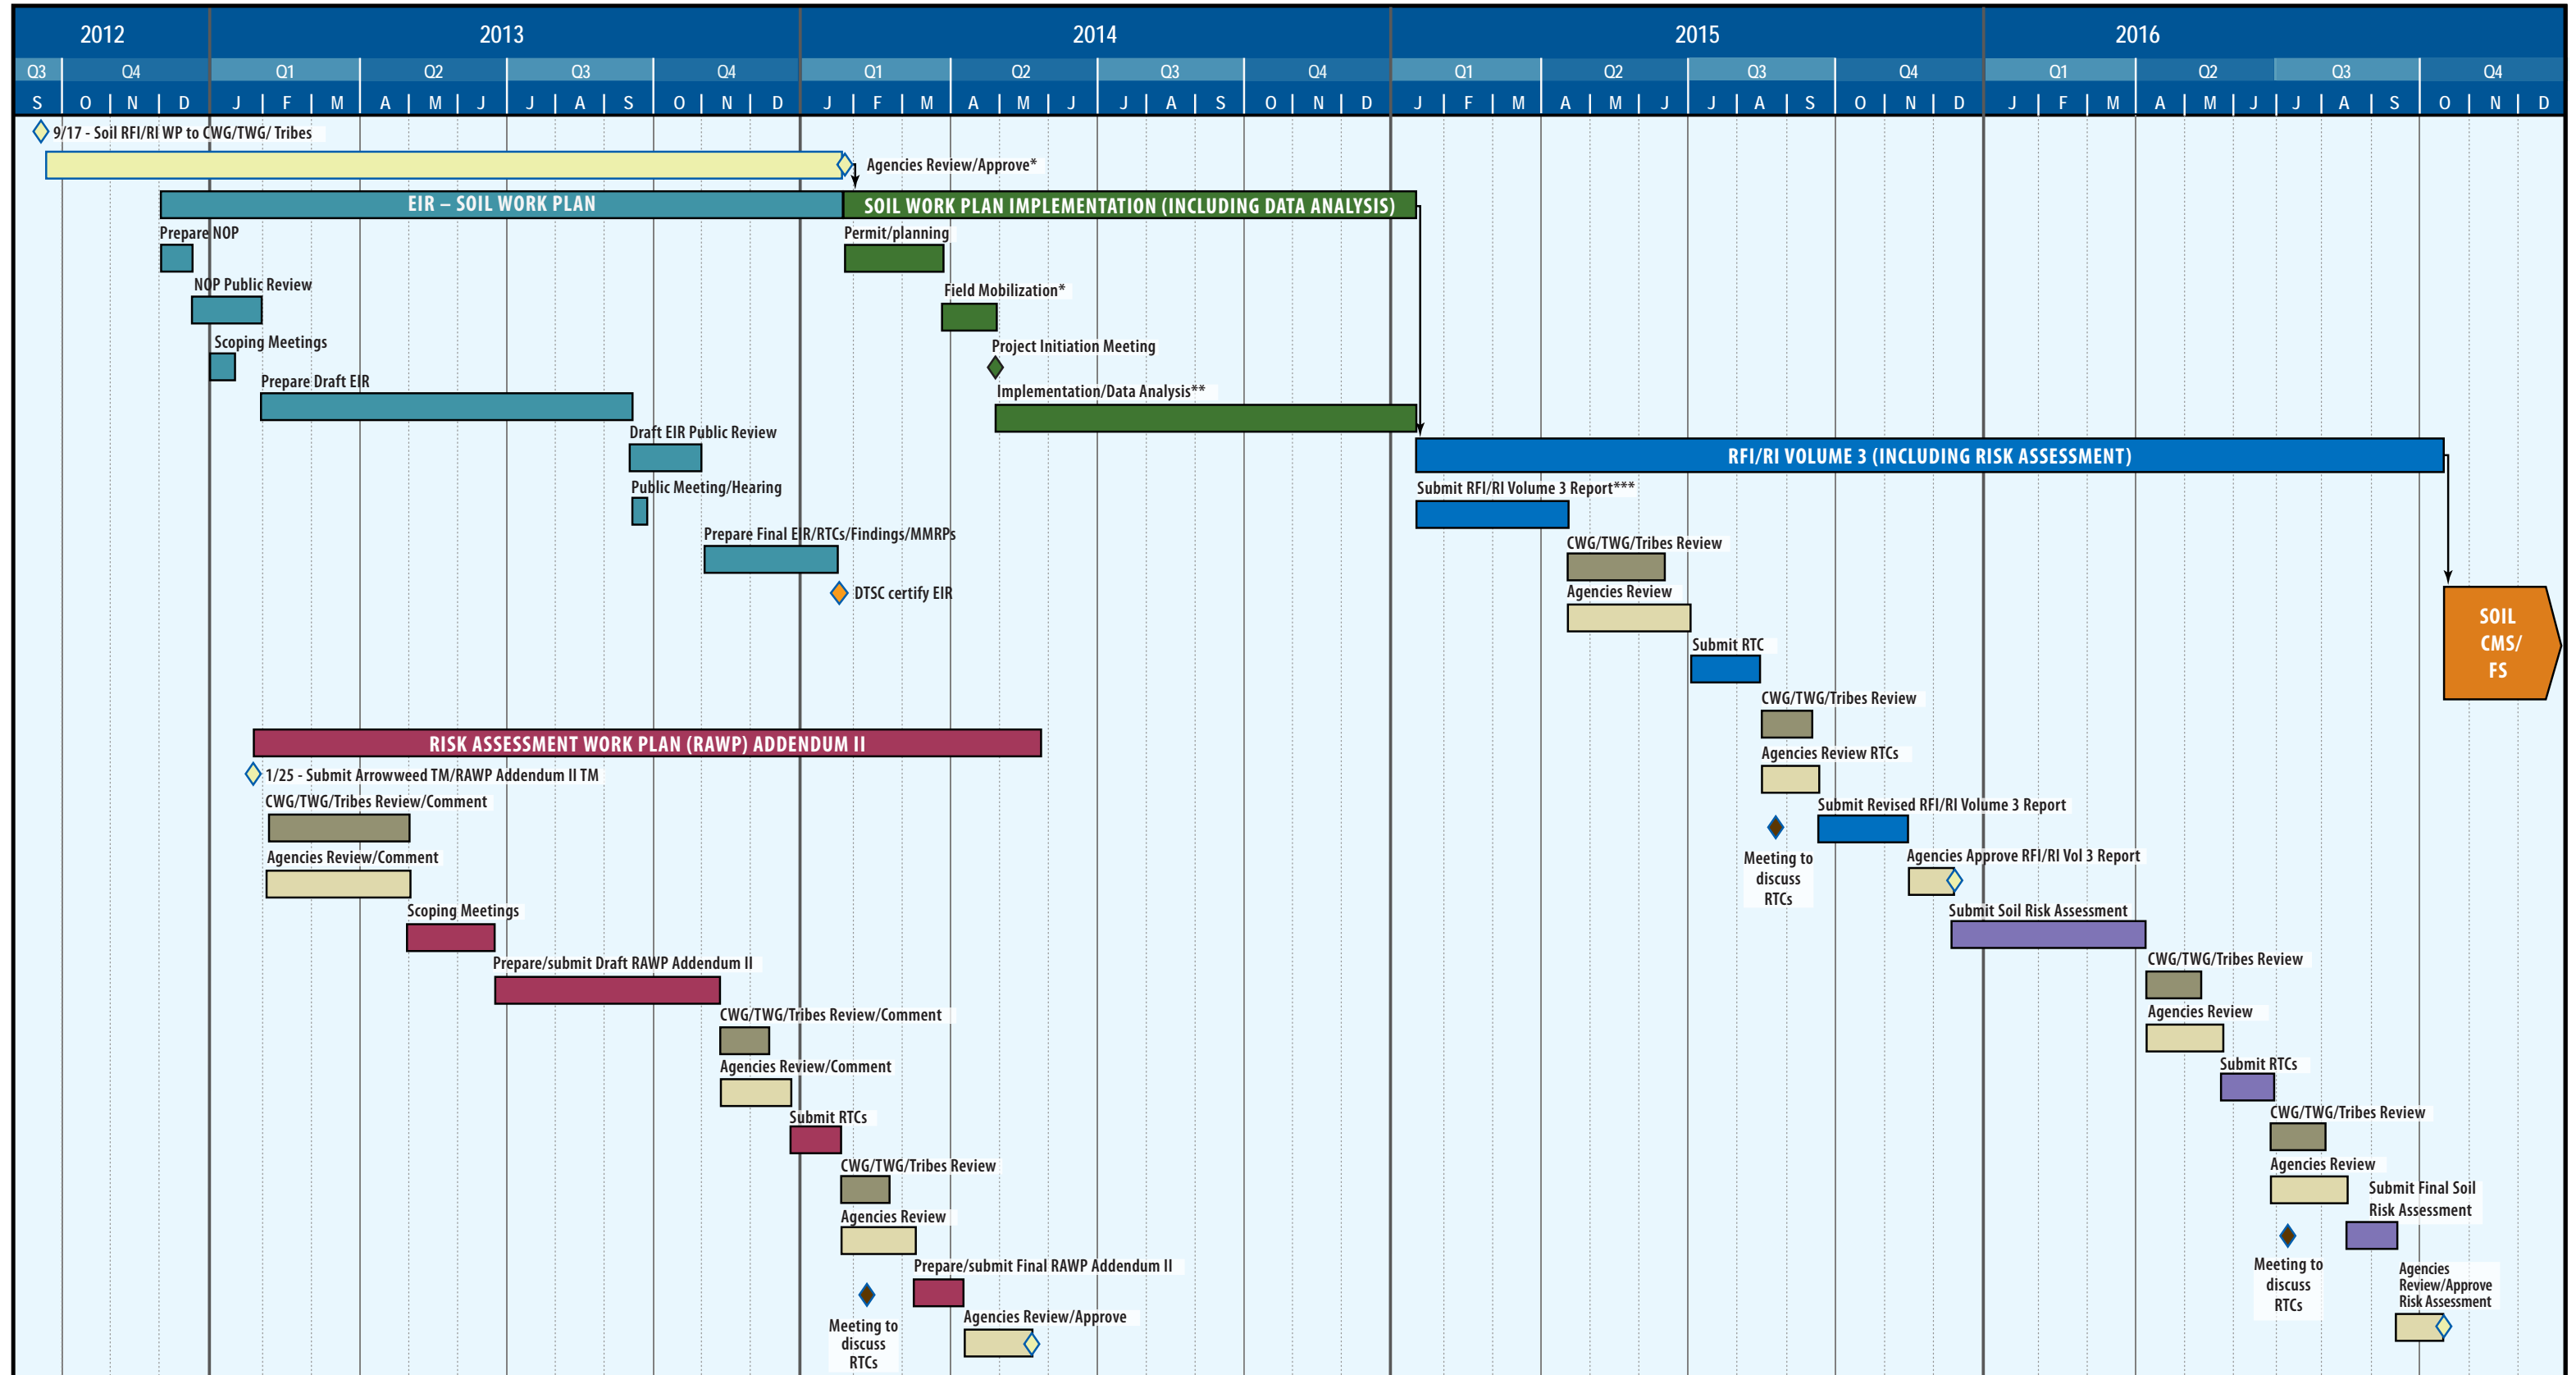 2012 2013 2014 2015 2016
Q3 Q4 Q1 Q2 Q3 Q4 Q1 Q2 Q3 Q4 Q1 Q2 Q3 Q4 Q1 Q2 Q3 Q4
S O N D J F M A M J J A S O N D J F M A M J J A S O N D J F M A M J J A S O N D J F M A M J J A S O N D
9/17 - Soil RFI/RI WP to CWG/TWG/ Tribes
Agencies Review/Approve*
EIR – SOIL WORK PLAN
SOIL WORK PLAN IMPLEMENTATION (INCLUDING DATA ANALYSIS)
Prepare NOP
Permit/planning
NOP Public Review
Field Mobilization*
Scoping Meetings
Project Initiation Meeting
Prepare Draft EIR
Implementation/Data Analysis**
Draft EIR Public Review
RFI/RI VOLUME 3 (INCLUDING RISK ASSESSMENT)
Public Meeting/Hearing
Submit RFI/RI Volume 3 Report***
Prepare Final EIR/RTCs/Findings/MMRPs
CWG/TWG/Tribes Review
DTSC certify EIR
Agencies Review
SOIL
CMS/
FS
Submit RTC
CWG/TWG/Tribes Review
RISK ASSESSMENT WORK PLAN (RAWP) ADDENDUM II
Agencies Review RTCs
1/25 - Submit Arrowweed TM/RAWP Addendum II TM
CWG/TWG/Tribes Review/Comment
Submit Revised RFI/RI Volume 3 Report
Meeting to
discuss
RTCs
Agencies Review/Comment
Agencies Approve RFI/RI Vol 3 Report
Scoping Meetings
Submit Soil Risk Assessment
Prepare/submit Draft RAWP Addendum II
CWG/TWG/Tribes Review
CWG/TWG/Tribes Review/Comment
Agencies Review
Agencies Review/Comment
Submit RTCs
Submit RTCs
CWG/TWG/Tribes Review
CWG/TWG/Tribes Review
Agencies Review
Agencies Review
Submit Final Soil
Risk Assessment
Prepare/submit Final RAWP Addendum II
Meeting to
discuss
RTCs
Agencies
Review/Approve
Risk Assessment
Agencies Review/Approve
Meeting to
discuss
RTCs